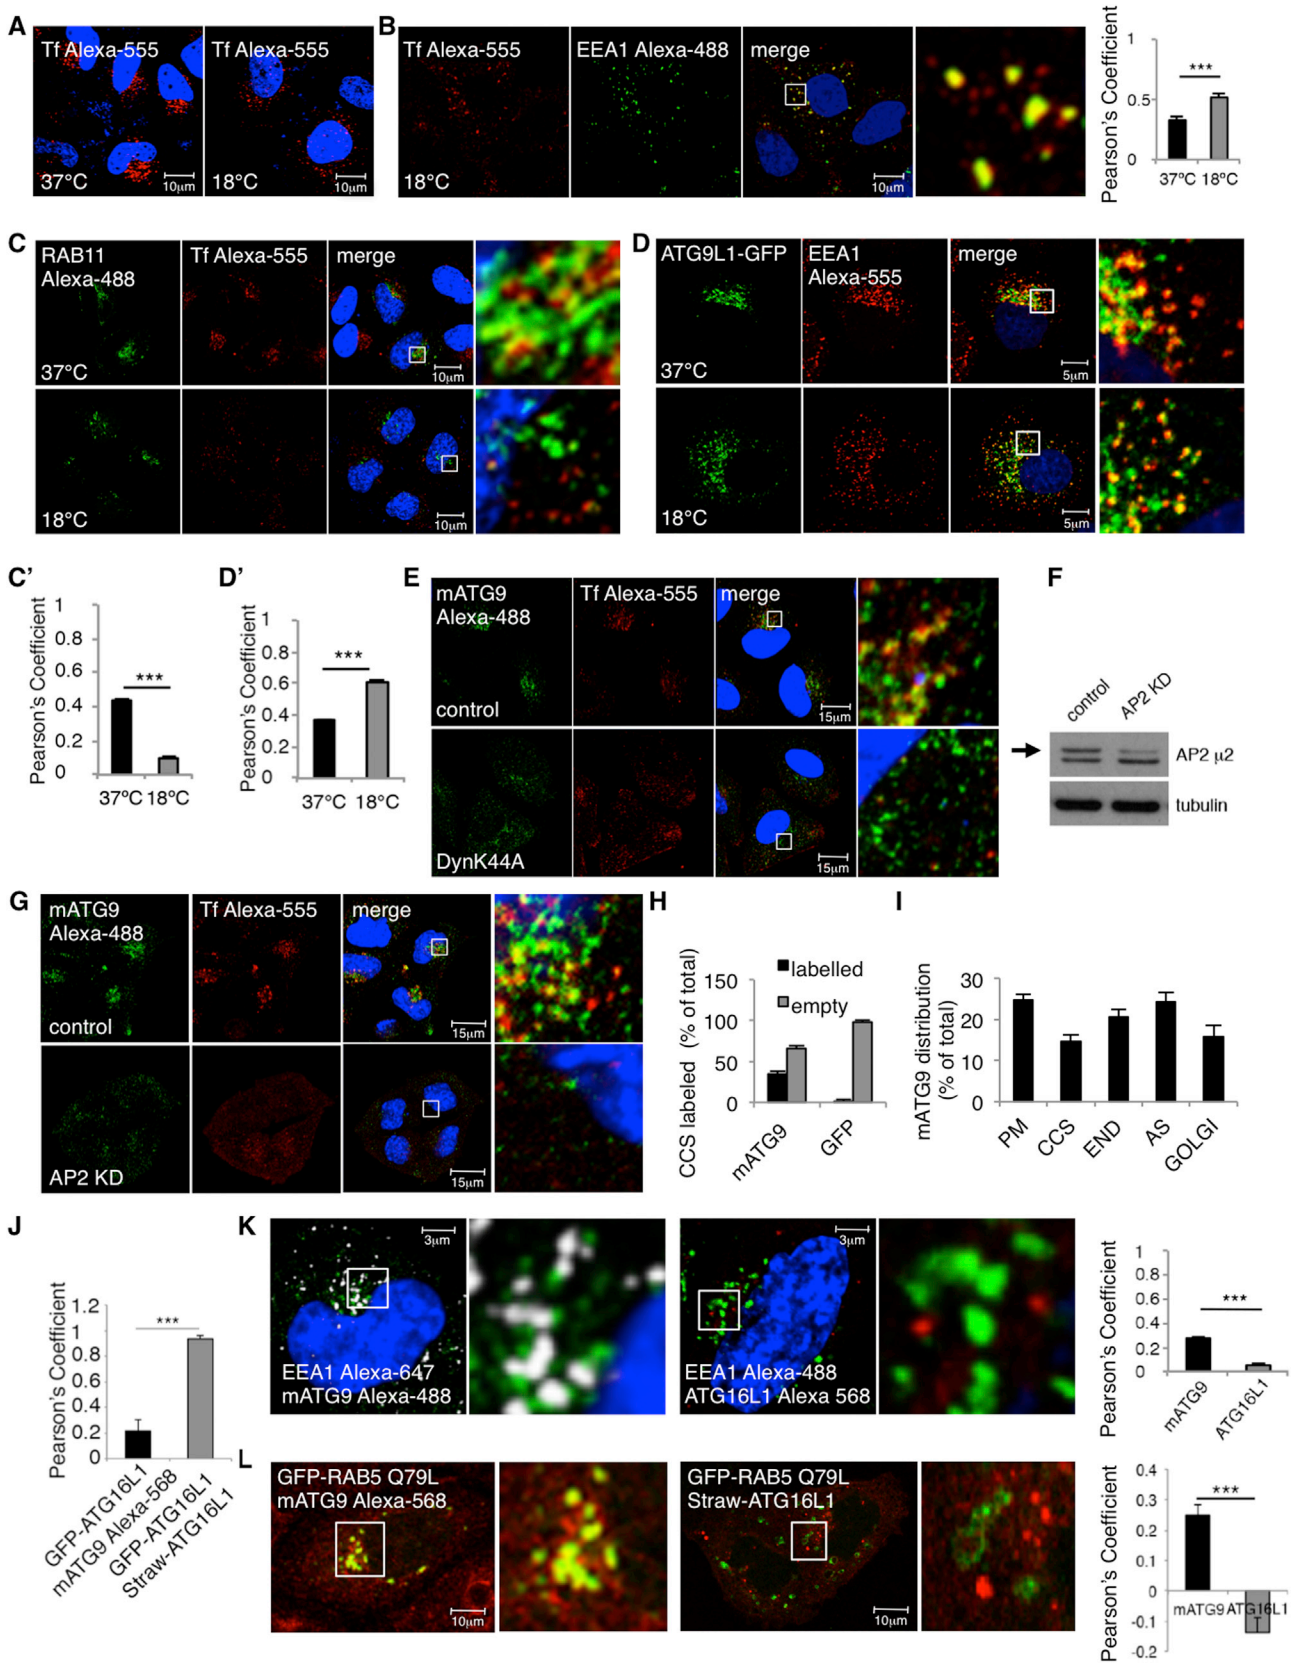 A
Tf Alexa-555
37°C
10µm
Tf Alexa-555
18°C
10µm
B
Tf Alexa-555
18°C
EEA1 Alexa-488
merge
10µm
Pearson's Coefficient
1
0.5
0
***
37ºC 18ºC
C
RAB11
Alexa-488
37°C
Tf Alexa-555
merge
10µm
18°C
10µm
D
ATG9L1-GFP
37°C
EEA1
Alexa-555
merge
5µm
18°C
5µm
C'
Pearson's Coefficient
1
0.8
0.6
0.4
0.2
0
***
37ºC 18ºC
D'
Pearson's Coefficient
1
0.8
0.6
0.4
0.2
0
***
37ºC 18ºC
E
mATG9
Alexa-488
control
Tf Alexa-555
merge
15µm
DynK44A
15µm
F
control
AP2 KD
AP2 µ2
tubulin
G
mATG9
Alexa-488
control
Tf Alexa-555
merge
15µm
AP2 KD
15µm
H
CCS labeled (% of total)
150
100
50
0
labelled
empty
mATG9
GFP
I
mATG9 distribution
(% of total)
30
20
10
0
PM
CCS
END
AS
GOLGI
J
Pearson's Coefficient
1.2
1
0.8
0.6
0.4
0.2
0
***
GFP-ATG16L1
mATG9 Alexa-568
GFP-ATG16L1
Straw-ATG16L1
K
3µm
EEA1 Alexa-647
mATG9 Alexa-488
3µm
EEA1 Alexa-488
ATG16L1 Alexa 568
Pearson's Coefficient
1
0.8
0.6
0.4
0.2
0
***
mATG9
ATG16L1
L
GFP-RAB5 Q79L
mATG9 Alexa-568
10µm
GFP-RAB5 Q79L
Straw-ATG16L1
10µm
Pearson's Coefficient
0.4
0.3
0.2
0.1
0
-0.1
-0.2
***
mATG9 ATG16L1